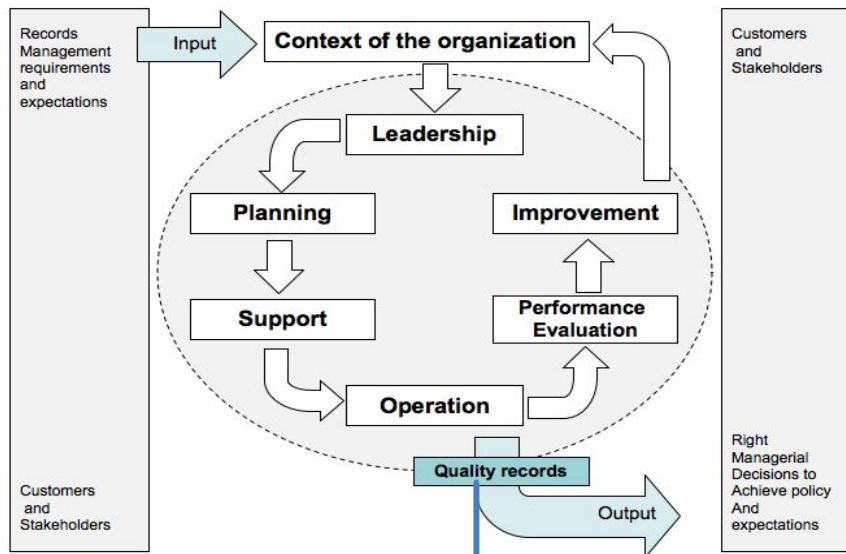 Records
Management
requirements
and
expectations
Input
Context of the organization
Customers
and
Stakeholders
Leadership
Planning
Improvement
Support
Performance
Evaluation
Operation
Quality records
Output
Customers
and
Stakeholders
Right
Managerial
Decisions to
Achieve policy
And
expectations